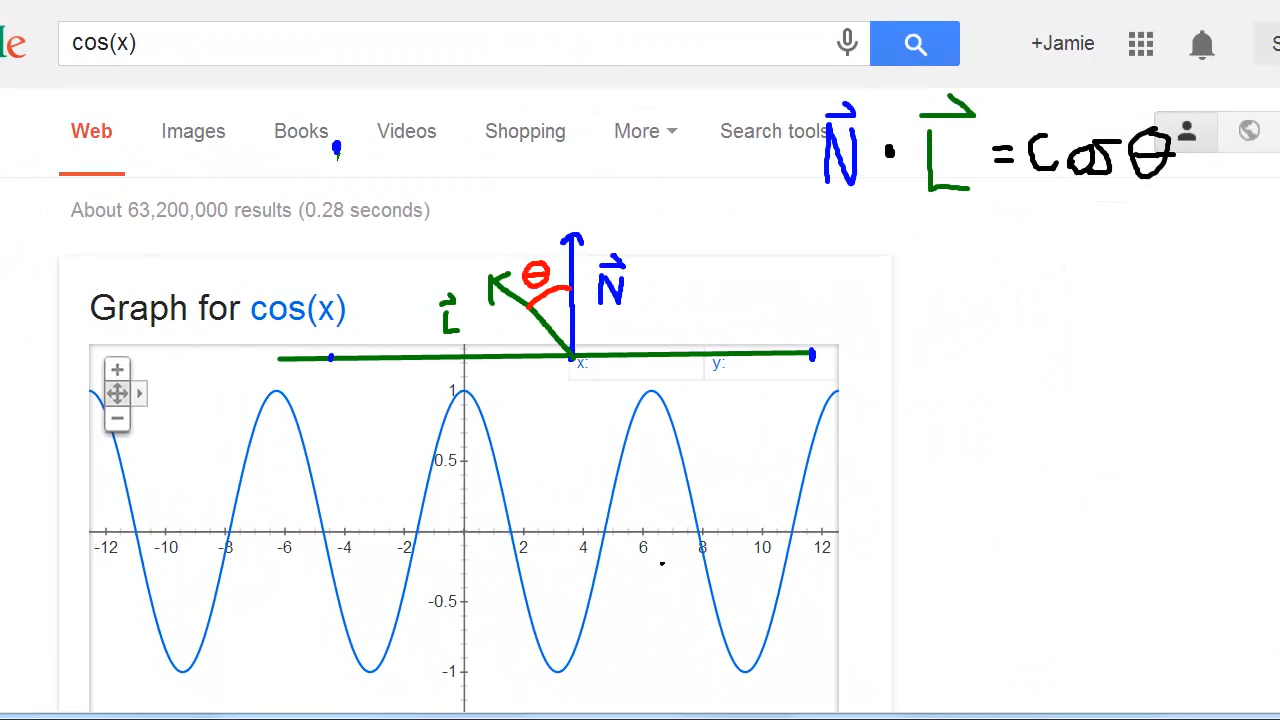 le cos(x) +Jamie S
Web Images Books Videos Shopping More Search tools
N · L = cos θ
About 63,200,000 results (0.28 seconds)
θ N
L
Graph for cos(x)
x: y:
+
−
1
0.5
-12 -10 -8 -6 -4 -2 2 4 6 8 10 12
-0.5
-1